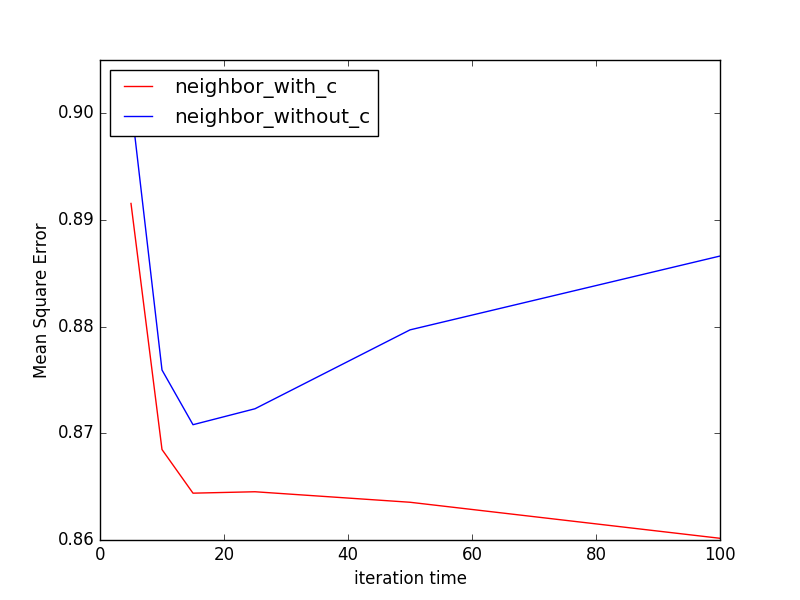 neighbor_with_c
neighbor_without_c
0.90
0.89
0.88
0.87
0.86
Mean Square Error
0 20 40 60 80 100
iteration time